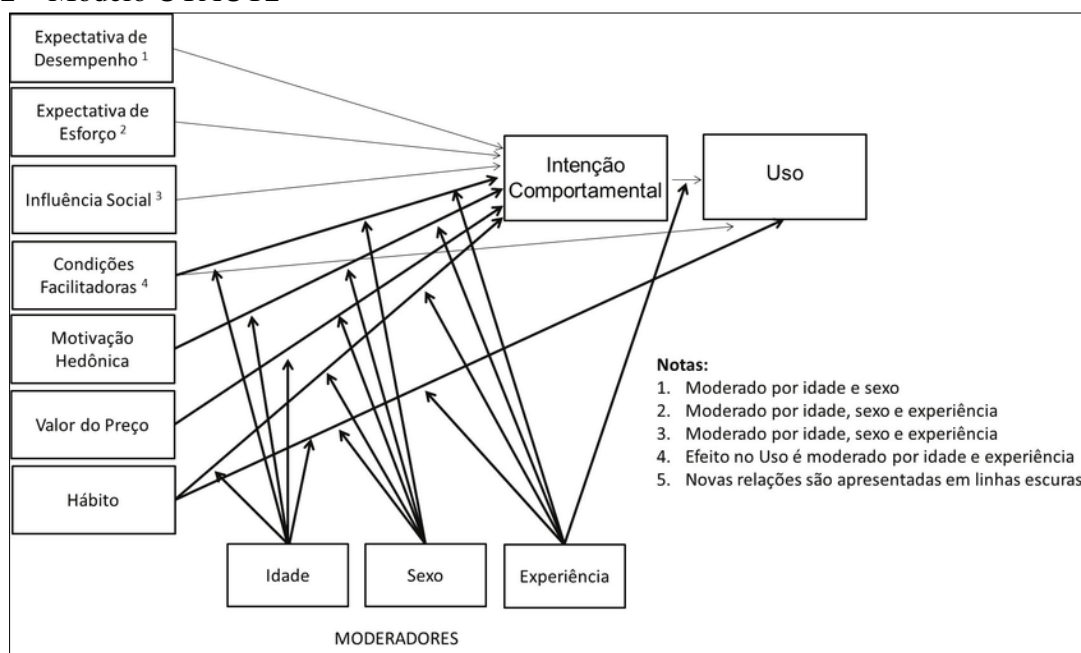 Expectativa de
Desempenho 1
Expectativa de
Esforço 2
Influência Social 3
Condições
Facilitadoras 4
Motivação
Hedônica
Valor do Preço
Hábito
Intenção
Comportamental
Uso
Notas:
1. Moderado por idade e sexo
2. Moderado por idade, sexo e experiência
3. Moderado por idade, sexo e experiência
4. Efeito no Uso é moderado por idade e experiência
5. Novas relações são apresentadas em linhas escuras
Idade
Sexo
Experiência
MODERADORES